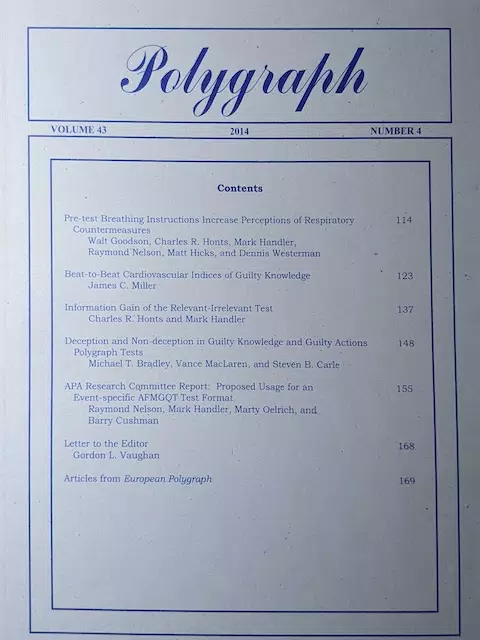 Polygraph
VOLUME 43 2014 NUMBER 4
Contents
Pre-test Breathing Instructions Increase Perceptions of Respiratory 114
Countermeasures
Walt Goodson, Charles R. Honts, Mark Handler,
Raymond Nelson, Matt Hicks, and Dennis Westerman
Beat-to-Beat Cardiovascular Indices of Guilty Knowledge 123
James C. Miller
Information Gain of the Relevant-Irrelevant Test 137
Charles R. Honts and Mark Handler
Deception and Non-deception in Guilty Knowledge and Guilty Actions 148
Polygraph Tests
Michael T. Bradley, Vance MacLaren, and Steven B. Carle
APA Research Committee Report: Proposed Usage for an 155
Event-specific AFMGQT Test Format
Raymond Nelson, Mark Handler, Marty Oelrich, and
Barry Cushman
Letter to the Editor 168
Gordon L. Vaughan
Articles from European Polygraph 169